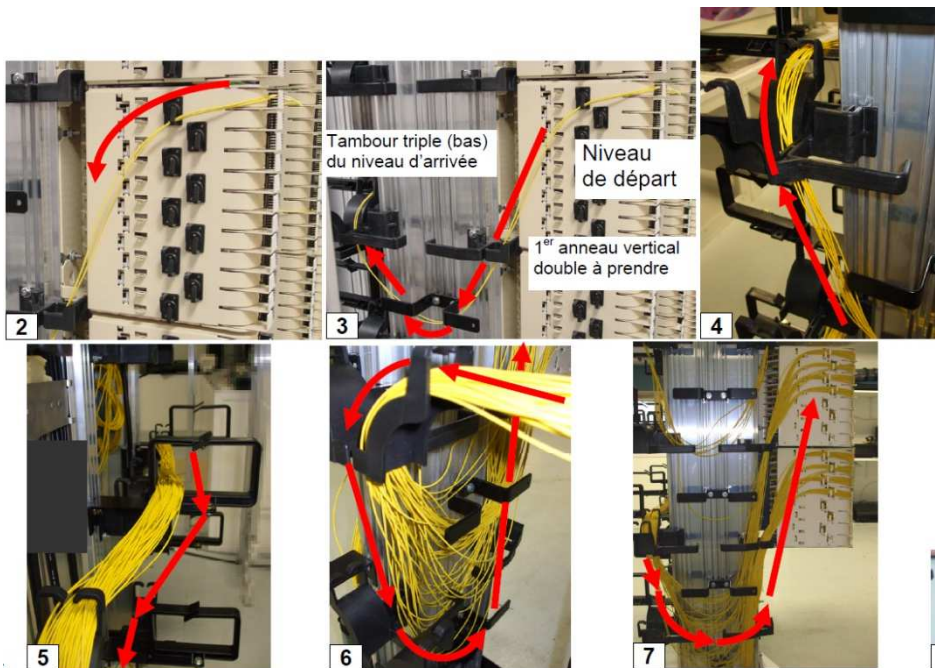 Tambour triple (bas)
du niveau d'arrivée
Niveau
de départ
1er anneau vertical
double à prendre
2
3
4
5
6
7